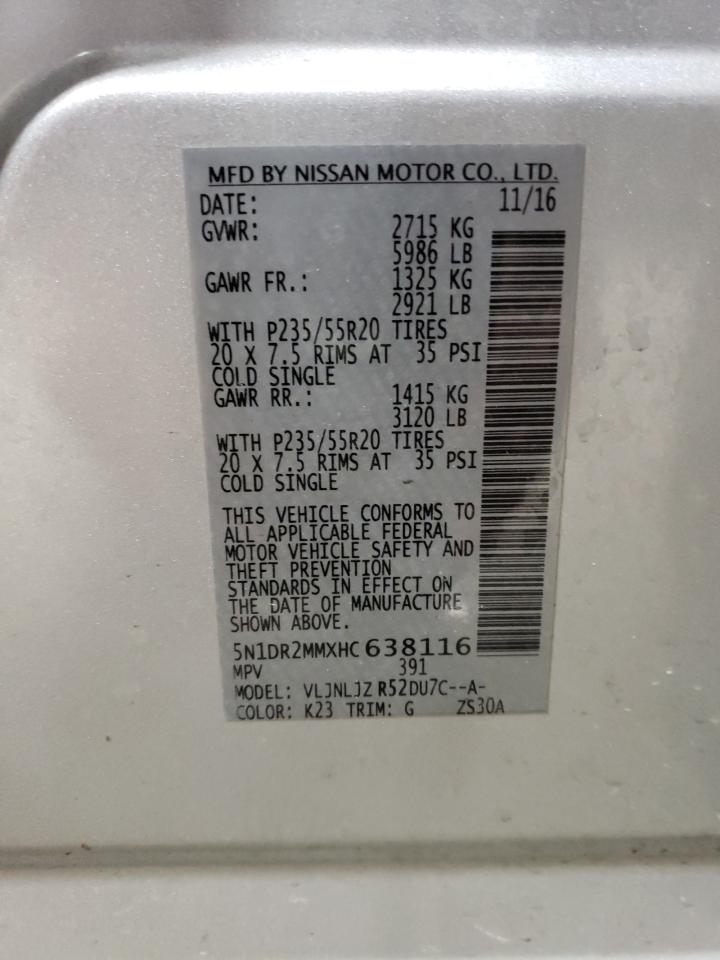 MFD BY NISSAN MOTOR CO., LTD.
DATE: 11/16
GVWR: 2715 KG
5986 LB
GAWR FR.: 1325 KG
2921 LB
WITH P235/55R20 TIRES
20 X 7.5 RIMS AT 35 PSI
COLD SINGLE
GAWR RR.: 1415 KG
3120 LB
WITH P235/55R20 TIRES
20 X 7.5 RIMS AT 35 PSI
COLD SINGLE
THIS VEHICLE CONFORMS TO
ALL APPLICABLE FEDERAL
MOTOR VEHICLE SAFETY AND
THEFT PREVENTION
STANDARDS IN EFFECT ON
THE DATE OF MANUFACTURE
SHOWN ABOVE.
5N1DR2MMXHC638116
MPV 391
MODEL: VLJNLJZ R52DU7C--A-
COLOR: K23 TRIM: G ZS30A